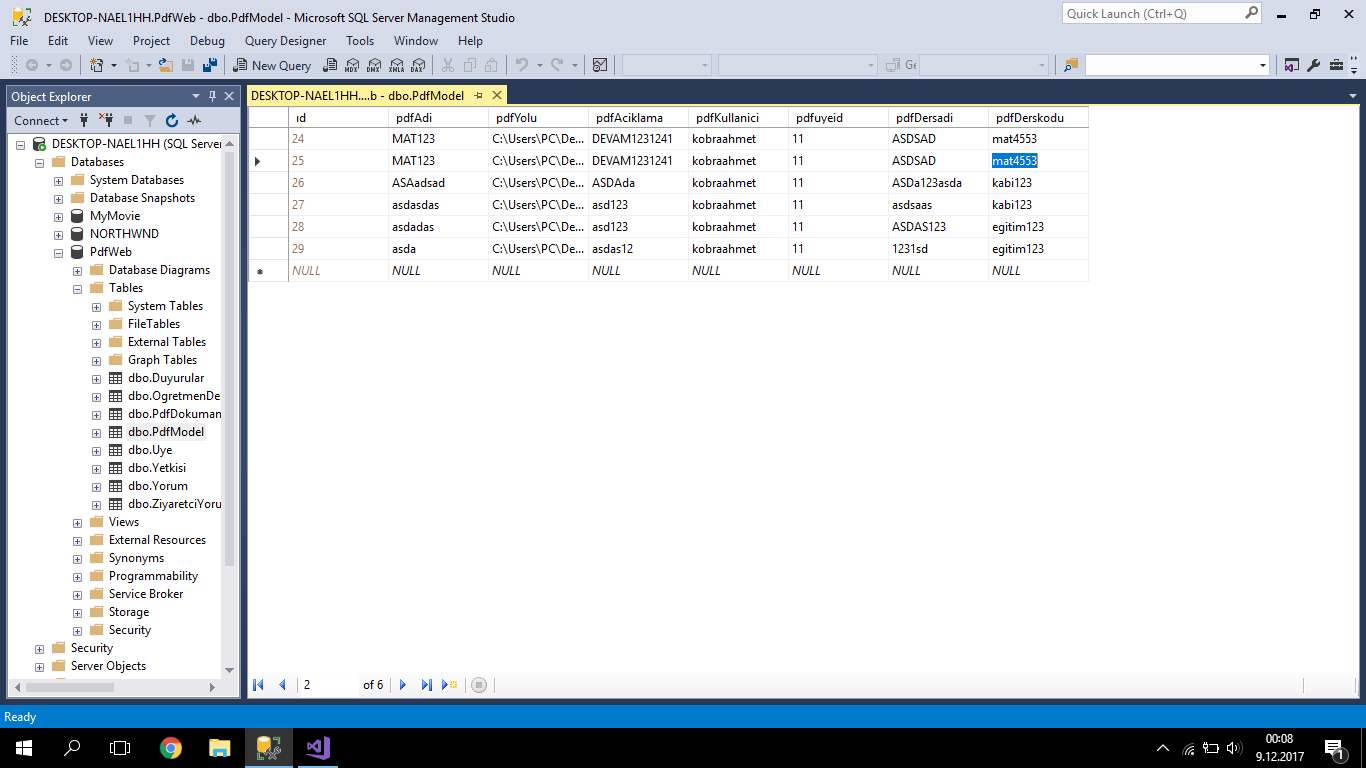 DESKTOP-NAEL1HH.PdfWeb - dbo.PdfModel - Microsoft SQL Server Management Studio
Quick Launch (Ctrl+Q)
File Edit View Project Debug Query Designer Tools Window Help
New Query MDX DMX XMLA DAX Ge
Object Explorer
DESKTOP-NAEL1HH....b - dbo.PdfModel
Connect
DESKTOP-NAEL1HH (SQL Server
Databases
System Databases
Database Snapshots
MyMovie
NORTHWND
PdfWeb
Database Diagrams
Tables
System Tables
FileTables
External Tables
Graph Tables
dbo.Duyurular
dbo.OgretmenDe
dbo.PdfDokuman
dbo.PdfModel
dbo.Uye
dbo.Yetkisi
dbo.Yorum
dbo.ZiyaretciYoru
Views
External Resources
Synonyms
Programmability
Service Broker
Storage
Security
Security
Server Objects
ıd pdfAdi pdfYolu pdfAciklama pdfKullanici pdfuyeid pdfDersadi pdfDerskodu
24 MAT123 C:\Users\PC\De... DEVAM1231241 kobraahmet 11 ASDSAD mat4553
25 MAT123 C:\Users\PC\De... DEVAM1231241 kobraahmet 11 ASDSAD mat4553
26 ASAadsad C:\Users\PC\De... ASDAda kobraahmet 11 ASDa123asda kabi123
27 asdasdas C:\Users\PC\De... asd123 kobraahmet 11 asdsaas kabi123
28 asdadas C:\Users\PC\De... asd123 kobraahmet 11 ASDAS123 egitim123
29 asda C:\Users\PC\De... asdas12 kobraahmet 11 1231sd egitim123
NULL NULL NULL NULL NULL NULL NULL NULL
2 of 6
Ready
00:08
9.12.2017
1